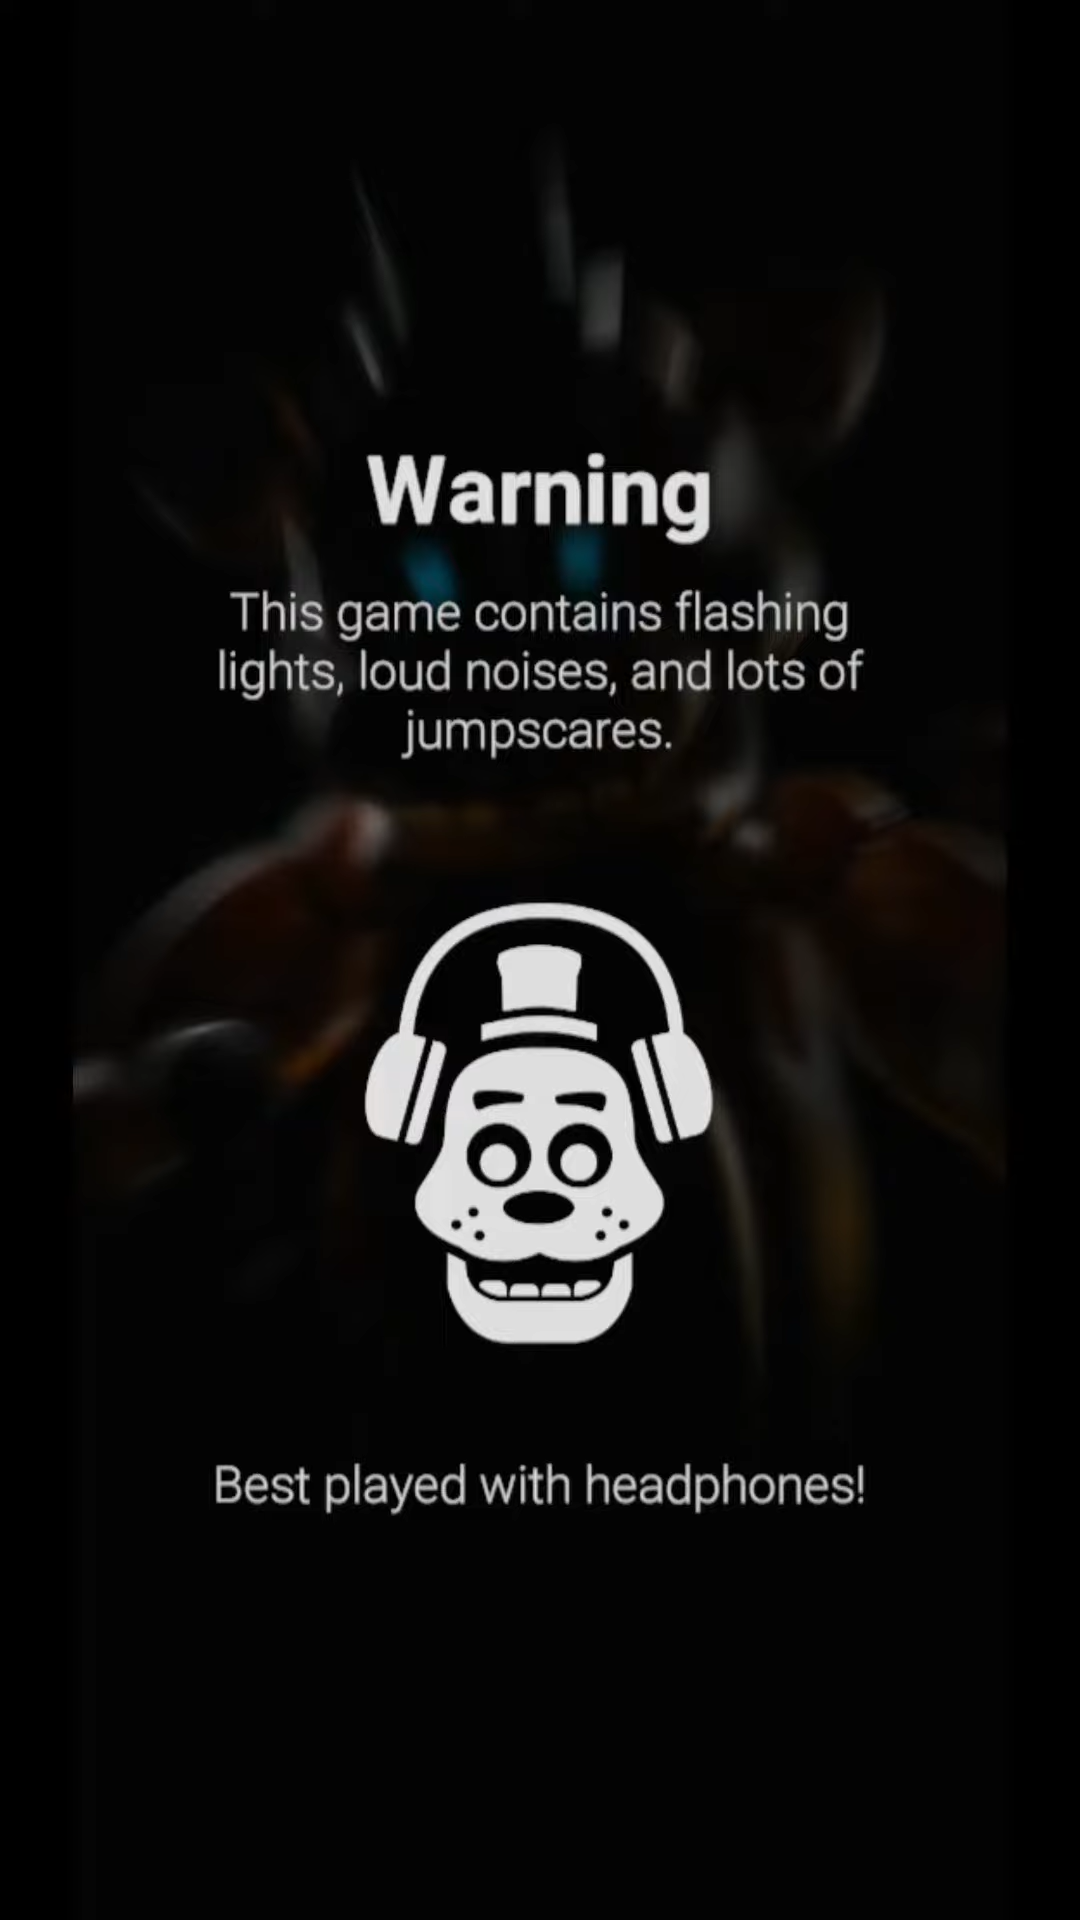 Warning
This game contains flashing
lights, loud noises, and lots of
jumpscares.
Best played with headphones!